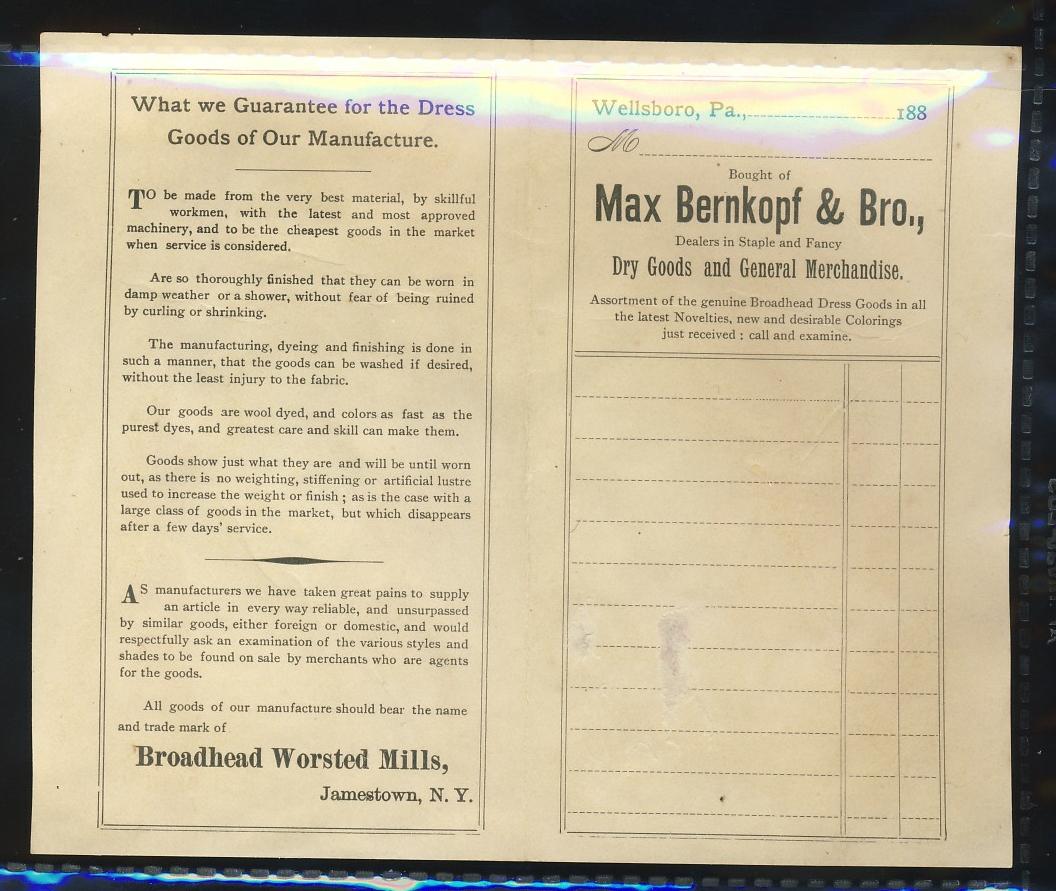 What we Guarantee for the Dress
Goods of Our Manufacture.
TO be made from the very best material, by skillful
workmen, with the latest and most approved
machinery, and to be the cheapest goods in the market
when service is considered.
Are so thoroughly finished that they can be worn in
damp weather or a shower, without fear of being ruined
by curling or shrinking.
The manufacturing, dyeing and finishing is done in
such a manner, that the goods can be washed if desired,
without the least injury to the fabric.
Our goods are wool dyed, and colors as fast as the
purest dyes, and greatest care and skill can make them.
Goods show just what they are and will be until worn
out, as there is no weighting, stiffening or artificial lustre
used to increase the weight or finish ; as is the case with a
large class of goods in the market, but which disappears
after a few days' service.
AS manufacturers we have taken great pains to supply
an article in every way reliable, and unsurpassed
by similar goods, either foreign or domestic, and would
respectfully ask an examination of the various styles and
shades to be found on sale by merchants who are agents
for the goods.
All goods of our manufacture should bear the name
and trade mark of
Broadhead Worsted Mills,
Jamestown, N. Y.
Wellsboro, Pa.,........................188
M
Bought of
Max Bernkopf & Bro.,
Dealers in Staple and Fancy
Dry Goods and General Merchandise.
Assortment of the genuine Broadhead Dress Goods in all
the latest Novelties, new and desirable Colorings
just received : call and examine.